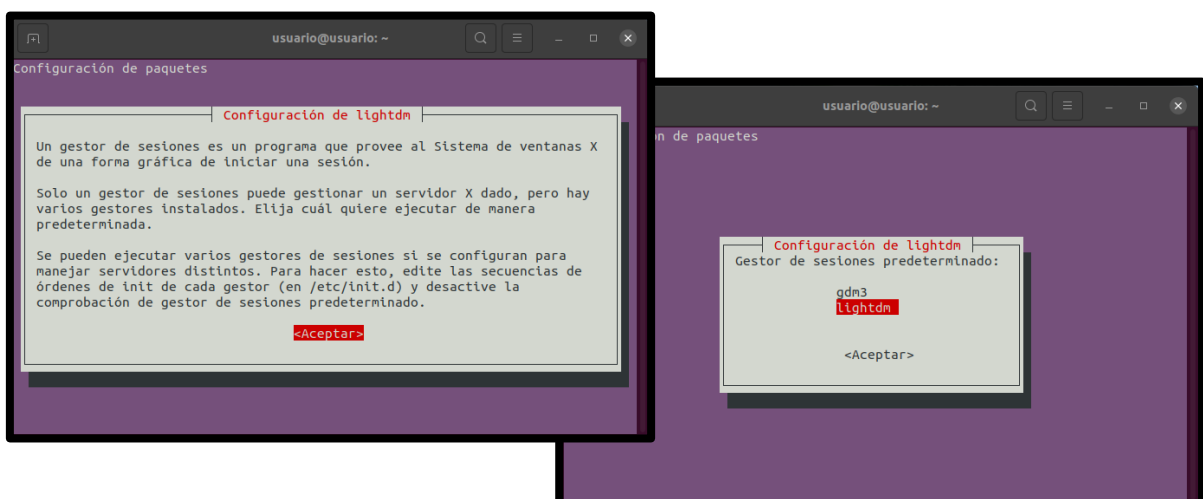 usuario@usuario: ~
Configuración de paquetes
Configuración de lightdm
Un gestor de sesiones es un programa que provee al Sistema de ventanas X
de una forma gráfica de iniciar una sesión.
Solo un gestor de sesiones puede gestionar un servidor X dado, pero hay
varios gestores instalados. Elija cuál quiere ejecutar de manera
predeterminada.
Se pueden ejecutar varios gestores de sesiones si se configuran para
manejar servidores distintos. Para hacer esto, edite las secuencias de
órdenes de init de cada gestor (en /etc/init.d) y desactive la
comprobación de gestor de sesiones predeterminado.
<Aceptar>
usuario@usuario: ~
ón de paquetes
Configuración de lightdm
Gestor de sesiones predeterminado:
gdm3
lightdm
<Aceptar>